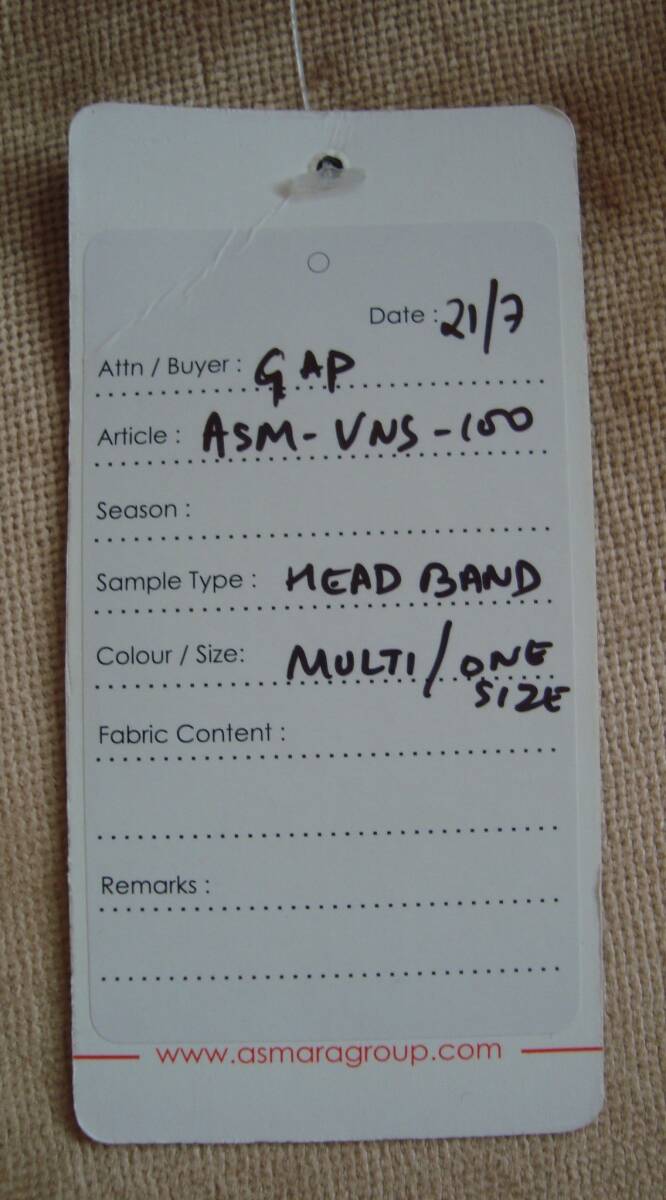 Date : 21/7
Attn / Buyer : GAP
Article : ASM-VNS-100
Season :
Sample Type : HEAD BAND
Colour / Size: MULTI / ONE
SIZE
Fabric Content :
Remarks :
www.asmaragroup.com